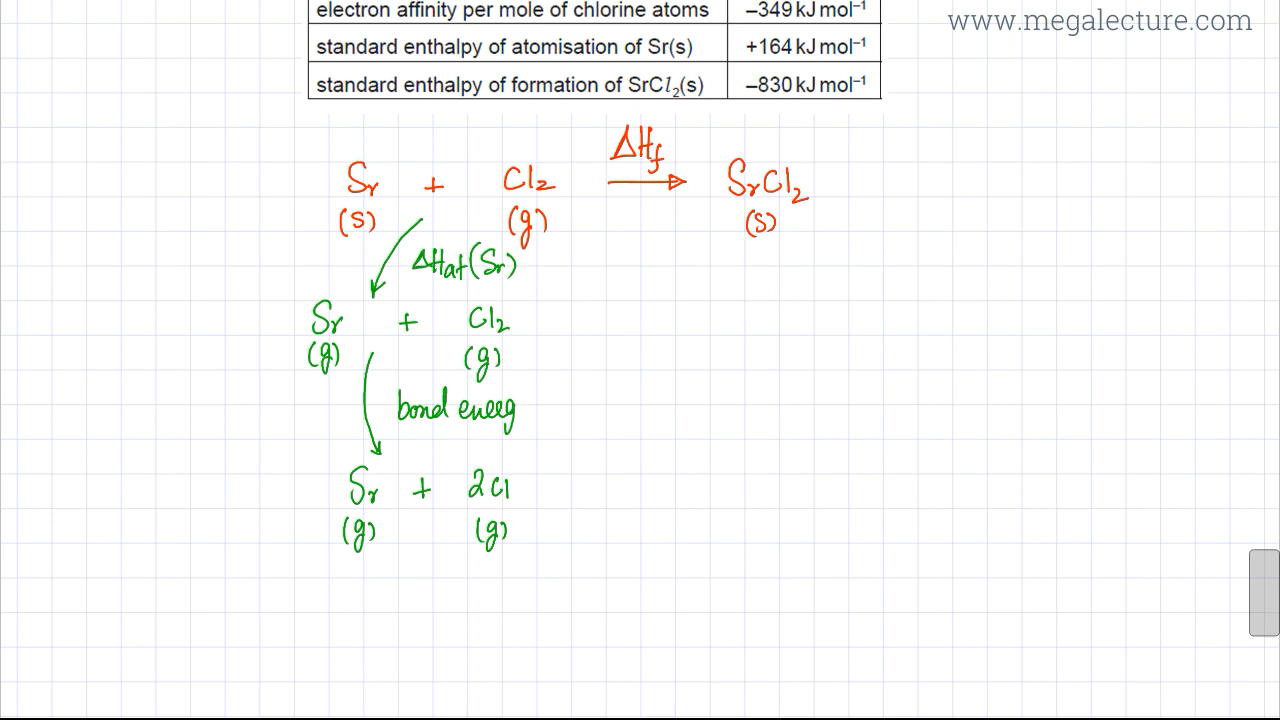 www.megalecture.com
electron affinity per mole of chlorine atoms –349 kJ mol⁻¹
standard enthalpy of atomisation of Sr(s) +164 kJ mol⁻¹
standard enthalpy of formation of SrCl₂(s) –830 kJ mol⁻¹
ΔHf
Sr + Cl₂ → SrCl₂
(s) (g) (s)
ΔHat(Sr)
Sr + Cl₂
(g) (g)
bond energ
Sr + 2Cl
(g) (g)